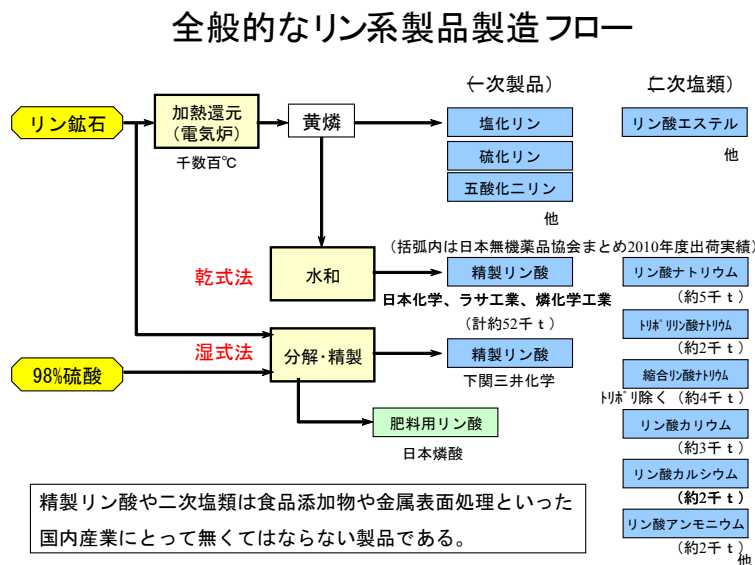 全般的なリン系製品製造フロー
(一次製品)
(二次塩類)
リン鉱石
加熱還元
(電気炉)
千数百℃
黄燐
塩化リン
硫化リン
五酸化二リン
他
リン酸エステル
他
(括弧内は日本無機薬品協会まとめ2010年度出荷実績)
乾式法
水和
精製リン酸
日本化学、ラサ工業、燐化学工業
(計約52千ｔ)
湿式法
98%硫酸
分解・精製
精製リン酸
下関三井化学
肥料用リン酸
日本燐酸
リン酸ナトリウム
(約5千ｔ)
ﾄﾘﾎﾟﾘリン酸ﾅﾄﾘｳﾑ
(約2千ｔ)
縮合リン酸ﾅﾄﾘｳﾑ
ﾄﾘﾎﾟﾘ除く (約4千ｔ)
リン酸カリウム
(約3千ｔ)
リン酸カルシウム
(約2千ｔ)
リン酸アンモニウム
(約2千ｔ)
他
精製リン酸や二次塩類は食品添加物や金属表面処理といった
国内産業にとって無くてはならない製品である。